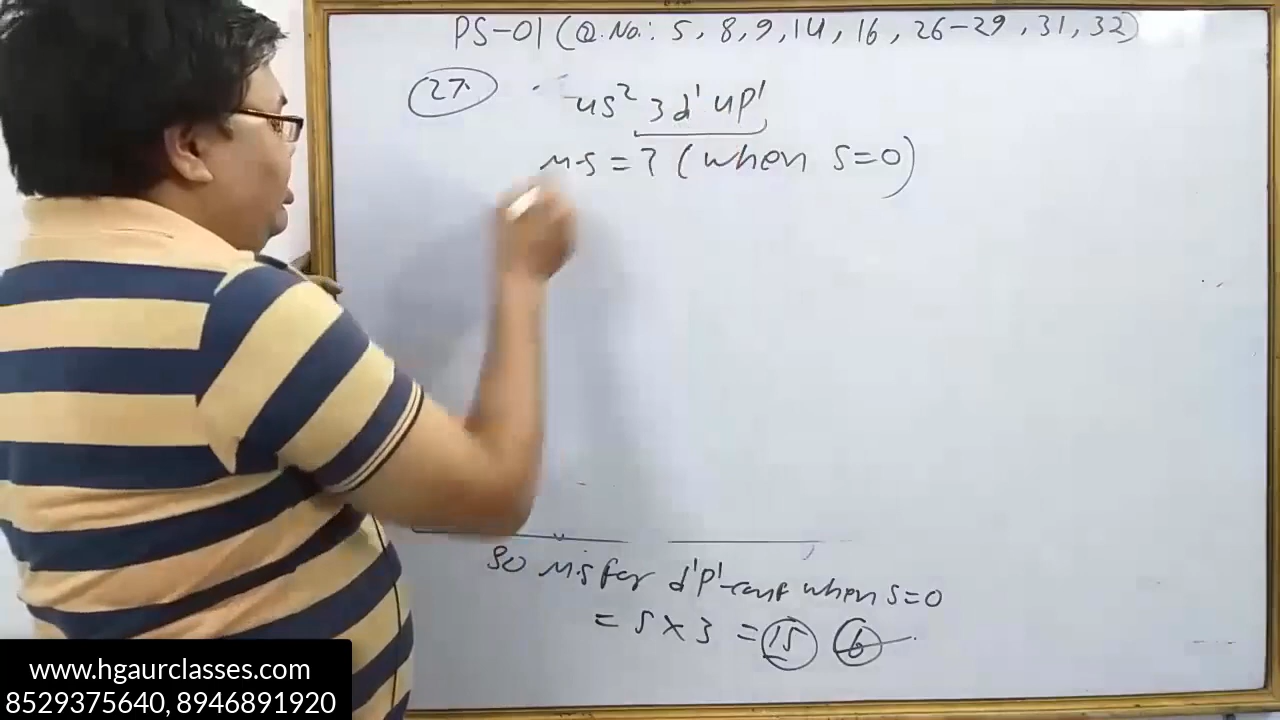 PS-01 (Q.No.: 5, 8, 9, 14, 16, 26-29, 31, 32)
27. 4s² 3d¹ 4p¹
M.S = ? (when S=0)
So M.S for d¹p¹-conf when S=0
= 5 × 3 = 15 6
www.hgaurclasses.com
8529375640, 8946891920